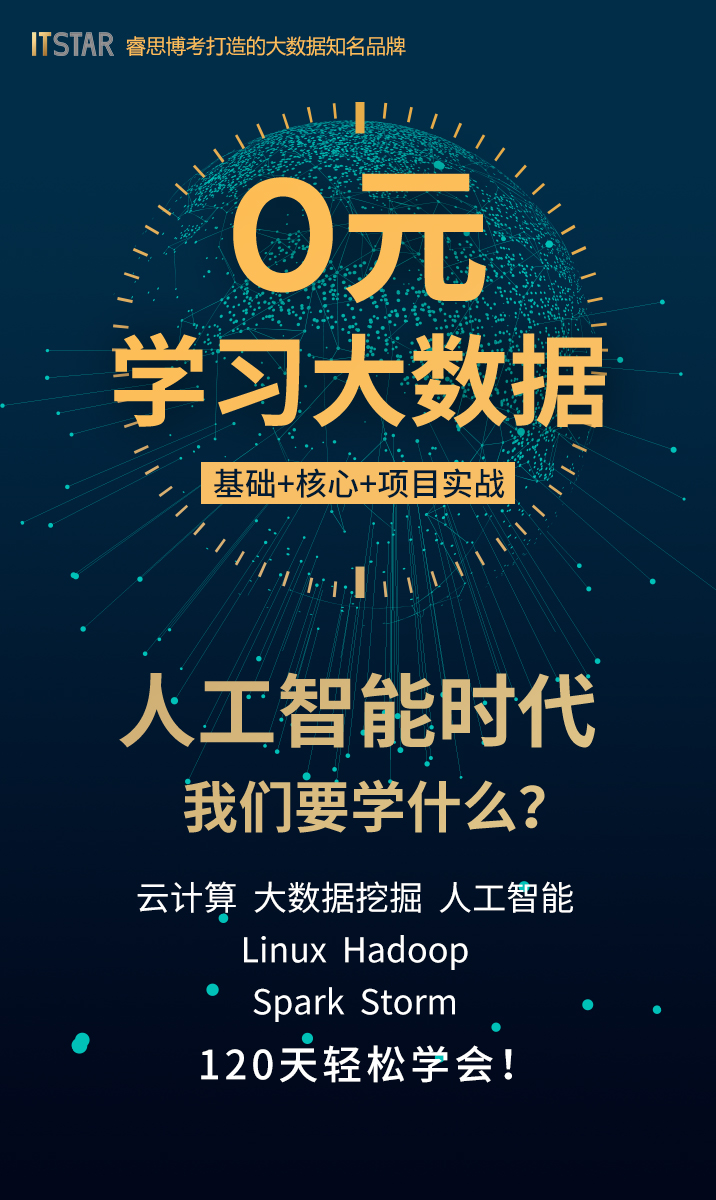 ITSTAR 睿思博考打造的大数据知名品牌
0元
学习大数据
基础+核心+项目实战
人工智能时代
我们要学什么?
云计算 大数据挖掘 人工智能
Linux Hadoop
Spark Storm
120天轻松学会!